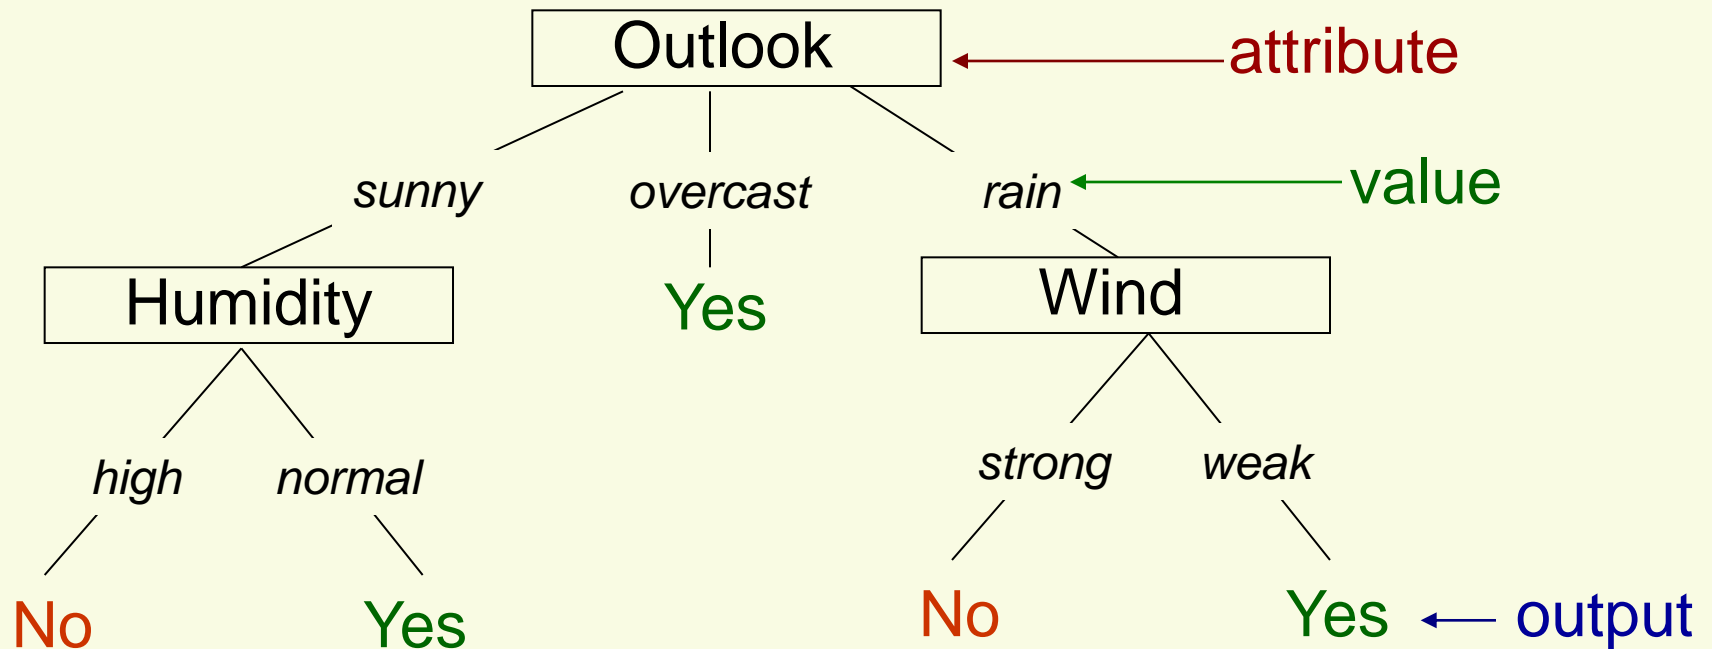 Outlook
attribute
sunny
overcast
rain
value
Humidity
Yes
Wind
high
normal
strong
weak
No
Yes
No
Yes
output